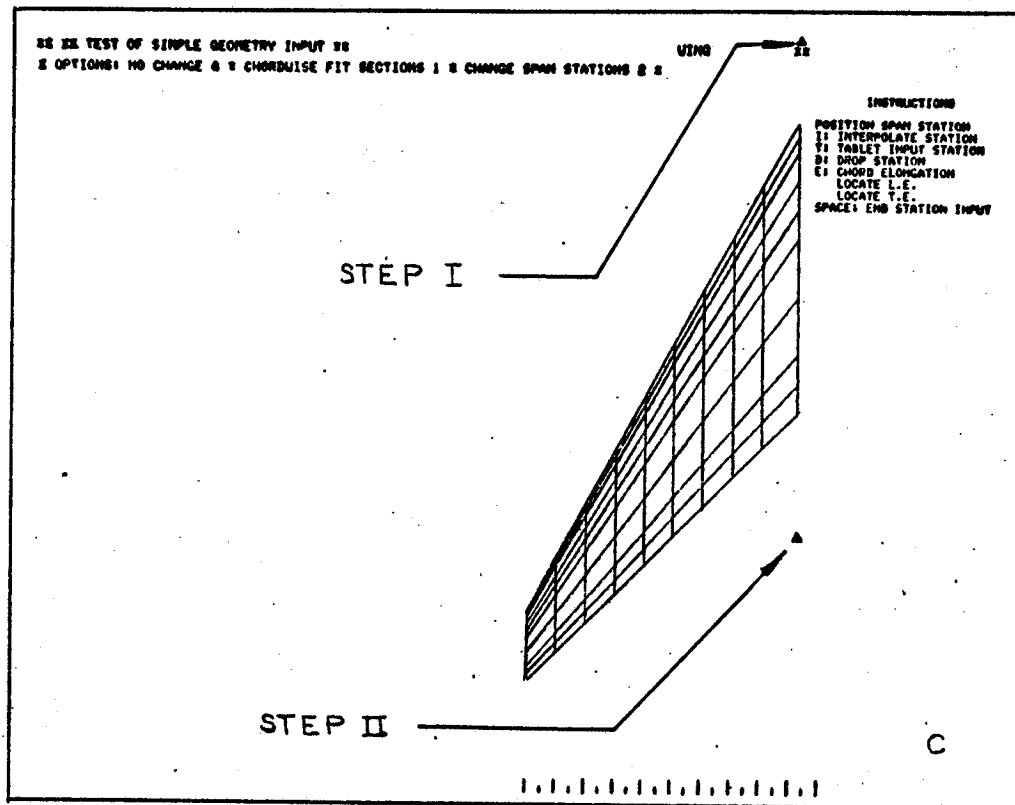 ** ** TEST OF SIMPLE GEOMETRY INPUT **
WING
**
* OPTIONS: NO CHANGE & * CHORDWISE FIT SECTIONS 1 * CHANGE SPAN STATIONS 2 *
INSTRUCTIONS
POSITION SPAN STATION
I: INTERPOLATE STATION
T: TABLET INPUT STATION
D: DROP STATION
E: CHORD ELONGATION
LOCATE L.E.
LOCATE T.E.
SPACE: END STATION INPUT
STEP I
STEP II
C